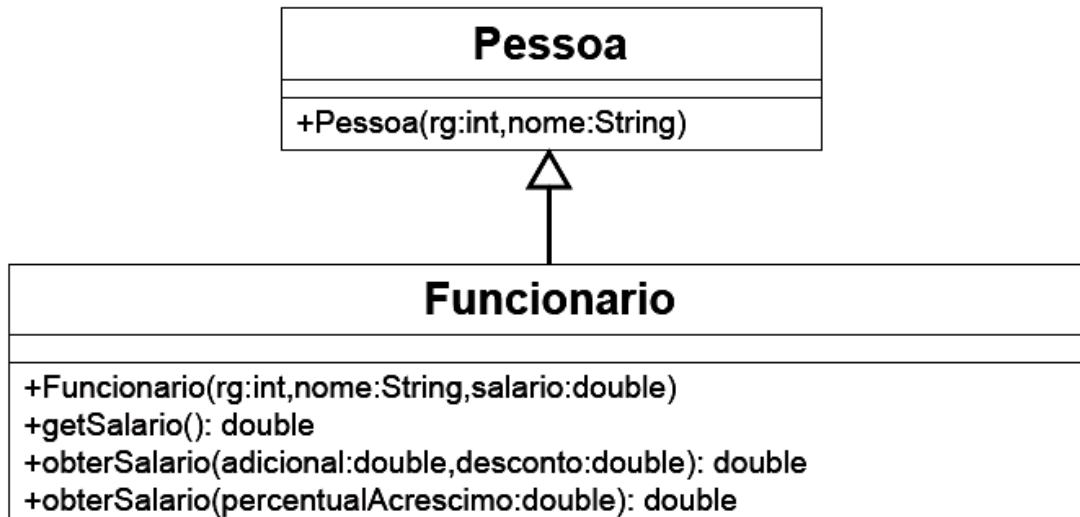 Pessoa
+Pessoa(rg:int,nome:String)
Funcionario
+Funcionario(rg:int,nome:String,salario:double)
+getSalario(): double
+obterSalario(adicional:double,desconto:double): double
+obterSalario(percentualAcrescimo:double): double